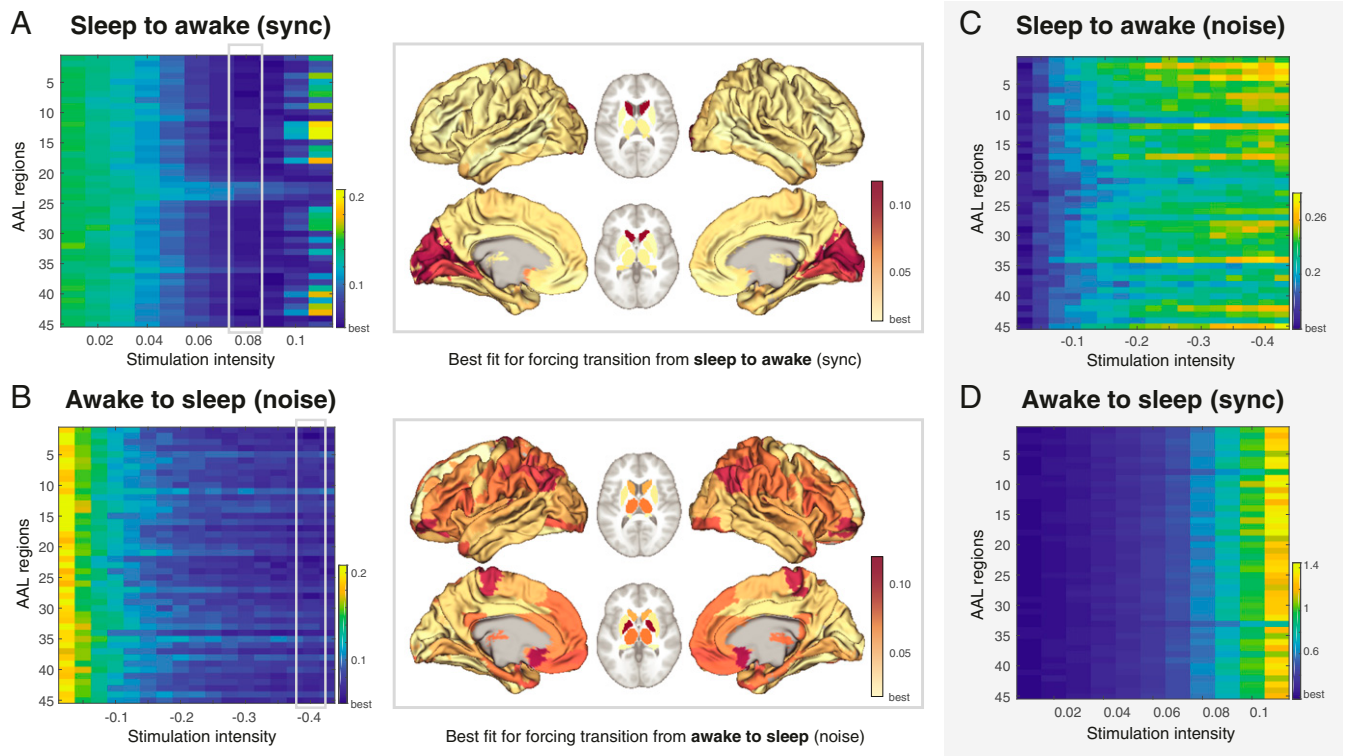 A Sleep to awake (sync)
AAL regions
5
10
15
20
25
30
35
40
45
0.02 0.04 0.06 0.08 0.1
Stimulation intensity
0.2
0.1
best
0.10
0.05
best
Best fit for forcing transition from sleep to awake (sync)
C Sleep to awake (noise)
AAL regions
5
10
15
20
25
30
35
40
45
-0.1 -0.2 -0.3 -0.4
Stimulation intensity
0.26
0.2
best
B Awake to sleep (noise)
AAL regions
5
10
15
20
25
30
35
40
45
-0.1 -0.2 -0.3 -0.4
Stimulation intensity
0.2
0.1
best
0.10
0.05
best
Best fit for forcing transition from awake to sleep (noise)
D Awake to sleep (sync)
AAL regions
5
10
15
20
25
30
35
40
45
0.02 0.04 0.06 0.08 0.1
Stimulation intensity
1.4
1
0.6
best